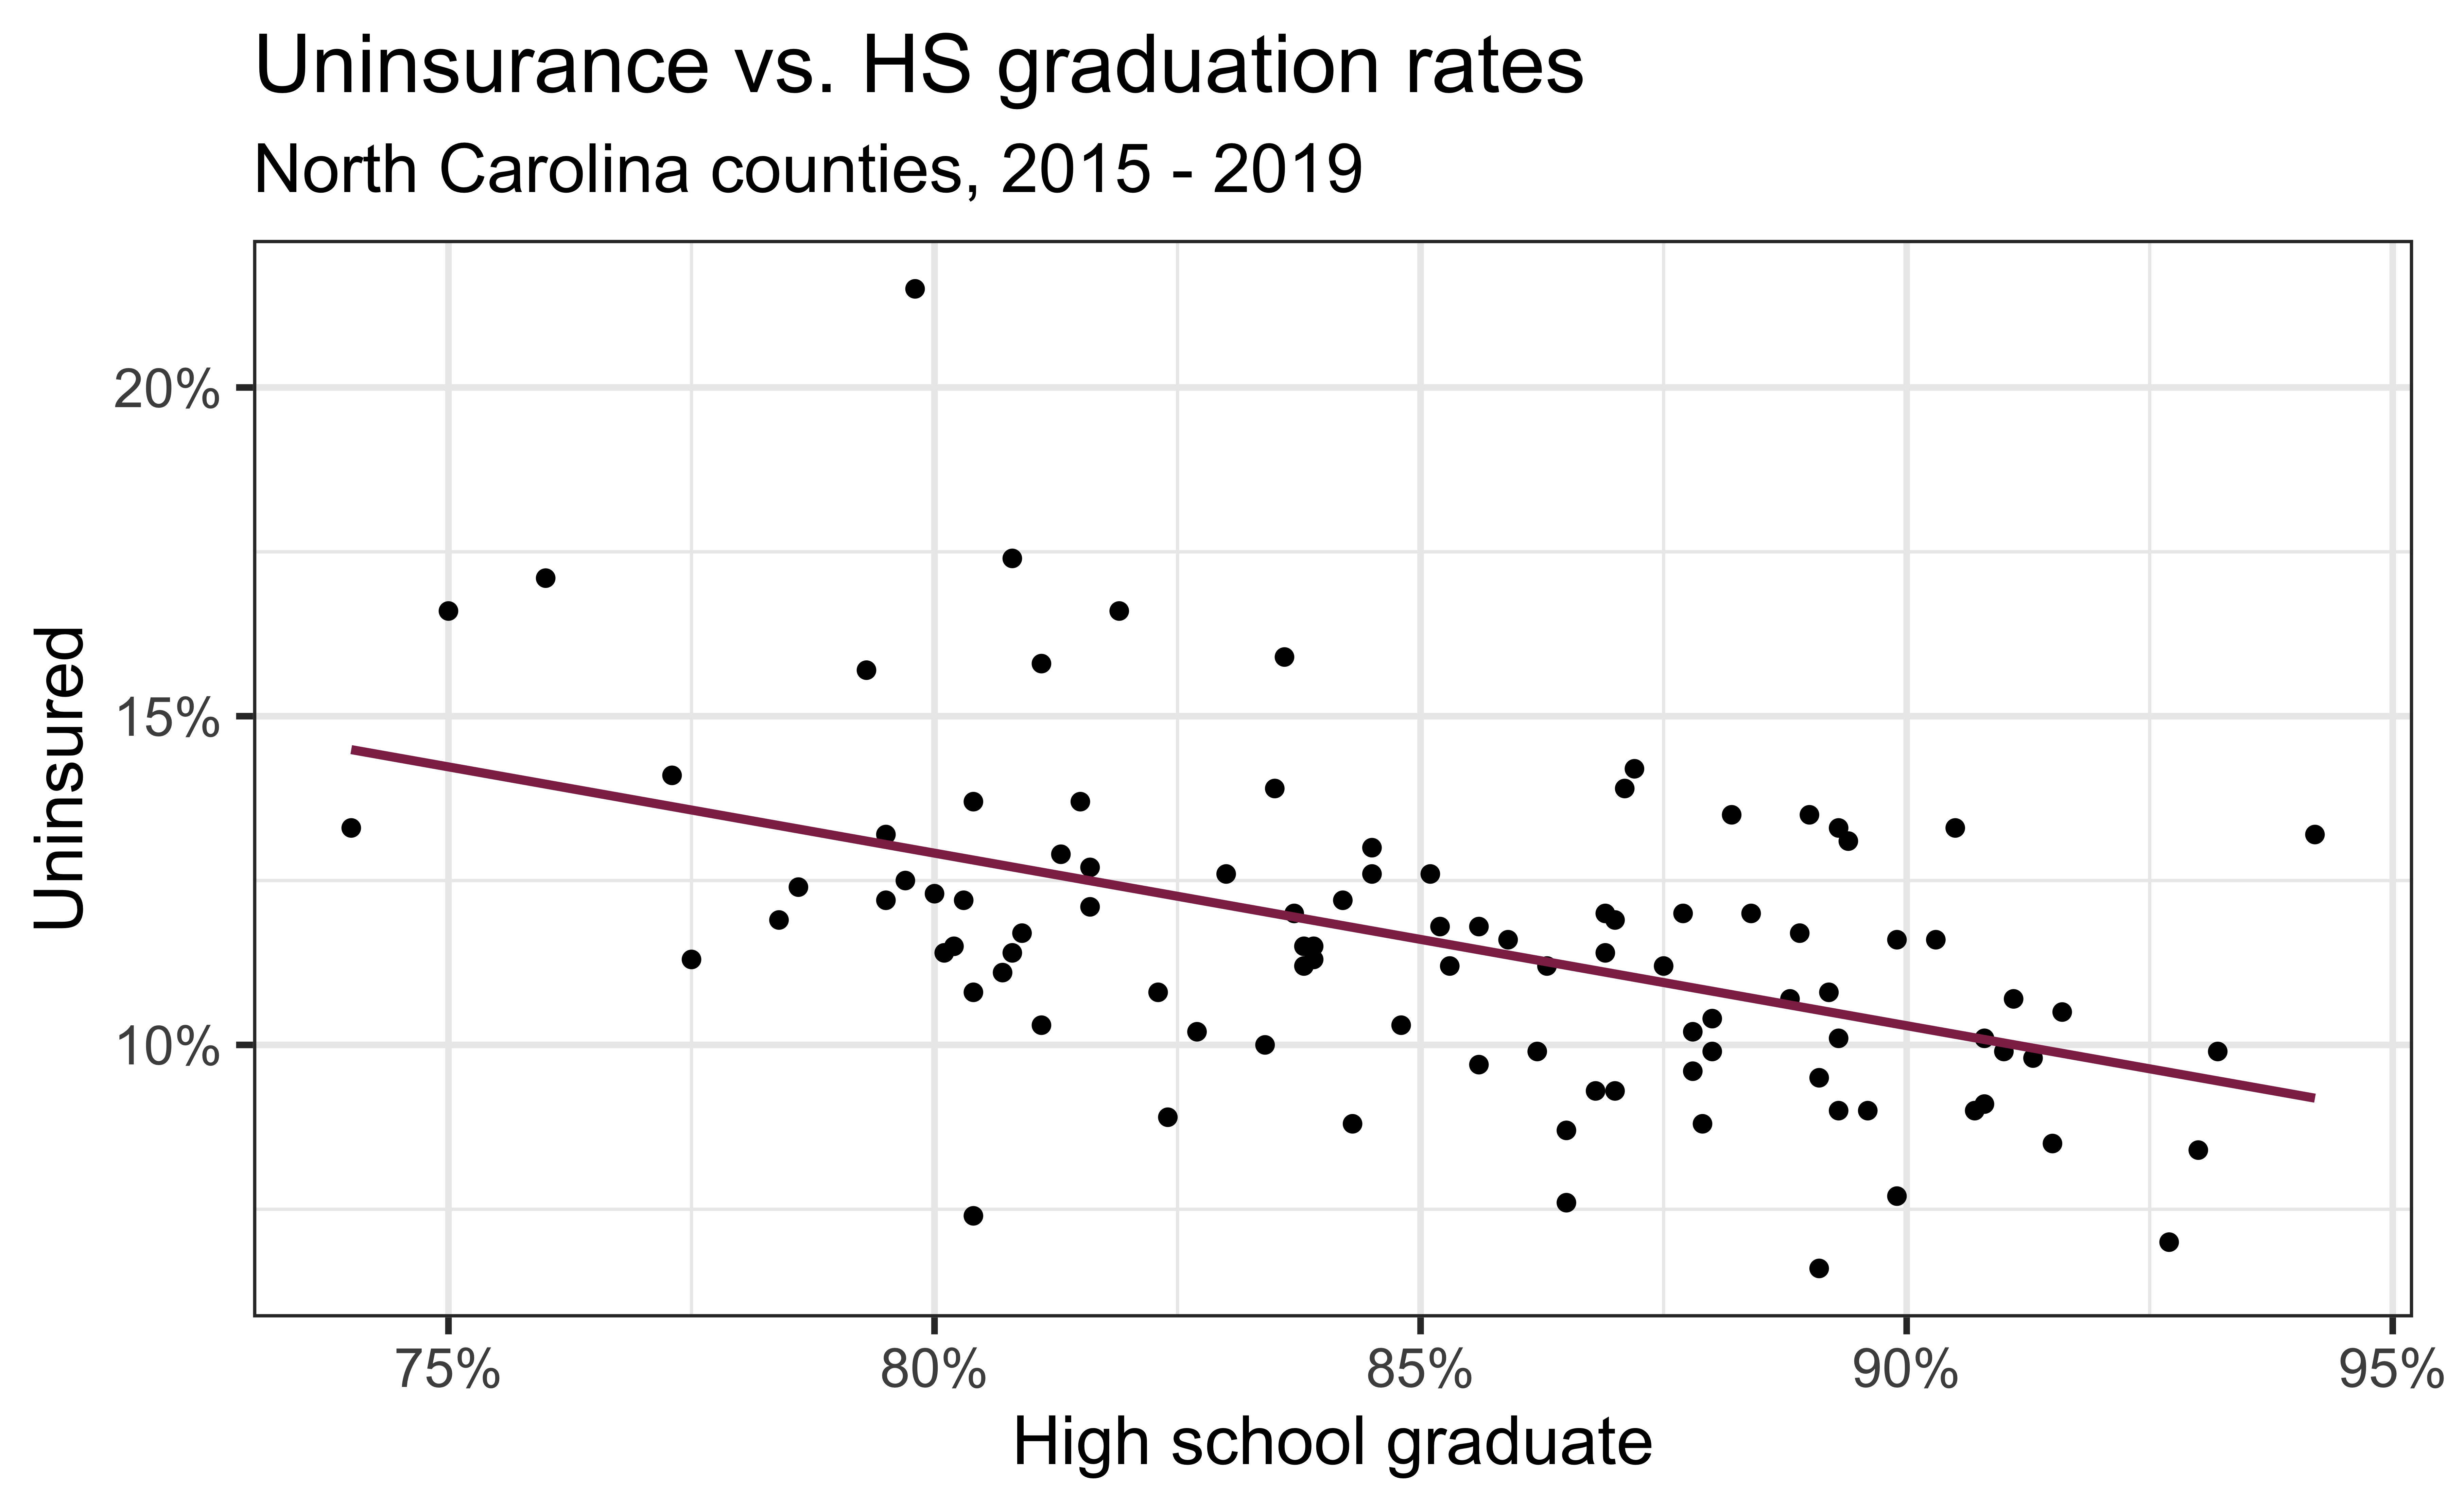 Uninsurance vs. HS graduation rates
North Carolina counties, 2015 - 2019
20%
15%
10%
Uninsured
75% 80% 85% 90% 95%
High school graduate